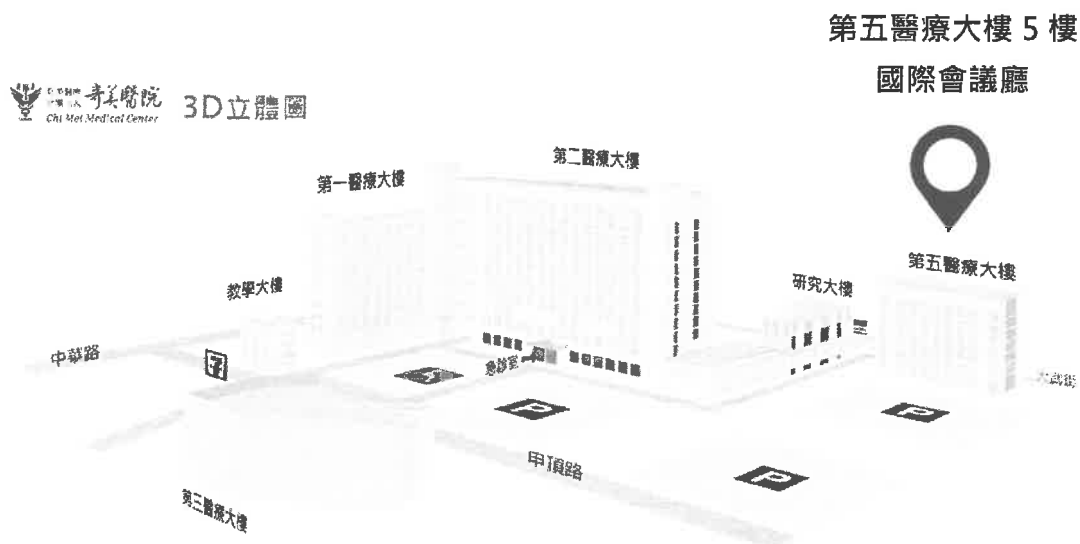 第五醫療大樓 5 樓
國際會議廳
奇美醫院
Chi Mei Medical Center
3D立體圖
第二醫療大樓
第一醫療大樓
第五醫療大樓
研究大樓
教學大樓
中華路
急診室
P
P
P
甲頂路
第三醫療大樓